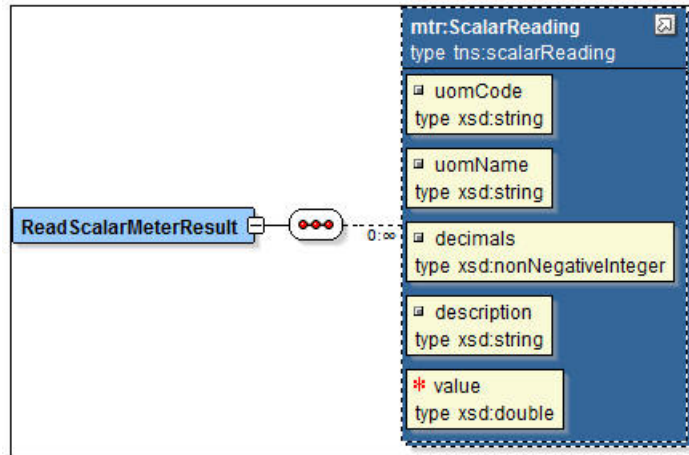 mtr:ScalarReading
type tns:scalarReading
uomCode
type xsd:string
uomName
type xsd:string
ReadScalarMeterResult
0:∞
decimals
type xsd:nonNegativeInteger
description
type xsd:string
* value
type xsd:double